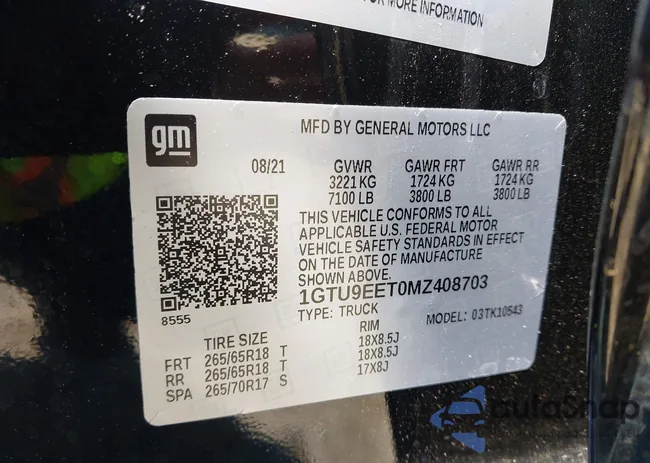 FOR MORE INFORMATION
gm
MFD BY GENERAL MOTORS LLC
08/21 GVWR GAWR FRT GAWR RR
3221 KG 1724 KG 1724 KG
7100 LB 3800 LB 3800 LB
THIS VEHICLE CONFORMS TO ALL
APPLICABLE U.S. FEDERAL MOTOR
VEHICLE SAFETY STANDARDS IN EFFECT
ON THE DATE OF MANUFACTURE
SHOWN ABOVE.
1GTU9EET0MZ408703
8555
TYPE: TRUCK MODEL: 03TK10543
TIRE SIZE RIM
FRT 265/65R18 T 18X8.5J
RR 265/65R18 T 18X8.5J
SPA 265/70R17 S 17X8J
autoSnap